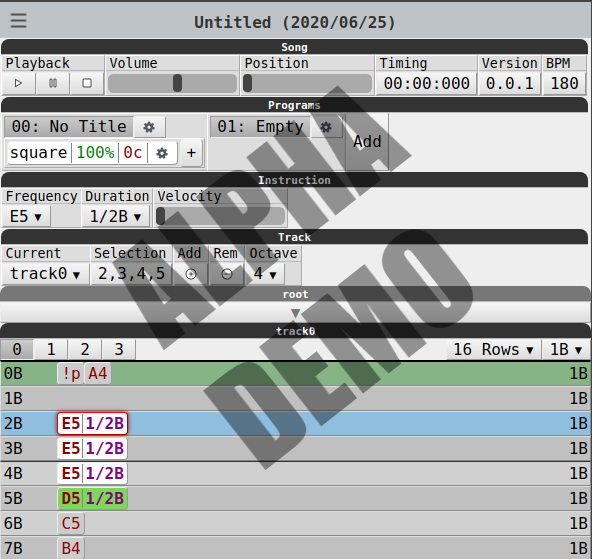 Untitled (2020/06/25)
Song
Playback Volume Position Timing Version BPM
00:00:000 0.0.1 180
Programs
00: No Title 01: Empty Add
square 100% 0c +
Instruction
Frequency Duration Velocity
E5 ▼ 1/2B ▼
Track
Current Selection Add Rem Octave
track0 ▼ 2,3,4,5 4 ▼
root
▼
track0
0 1 2 3 16 Rows ▼ 1B ▼
0B !p A4 1B
1B 1B
2B E5 1/2B 1B
3B E5 1/2B 1B
4B E5 1/2B 1B
5B D5 1/2B 1B
6B C5 1B
7B B4 1B
ALPHA
DEMO